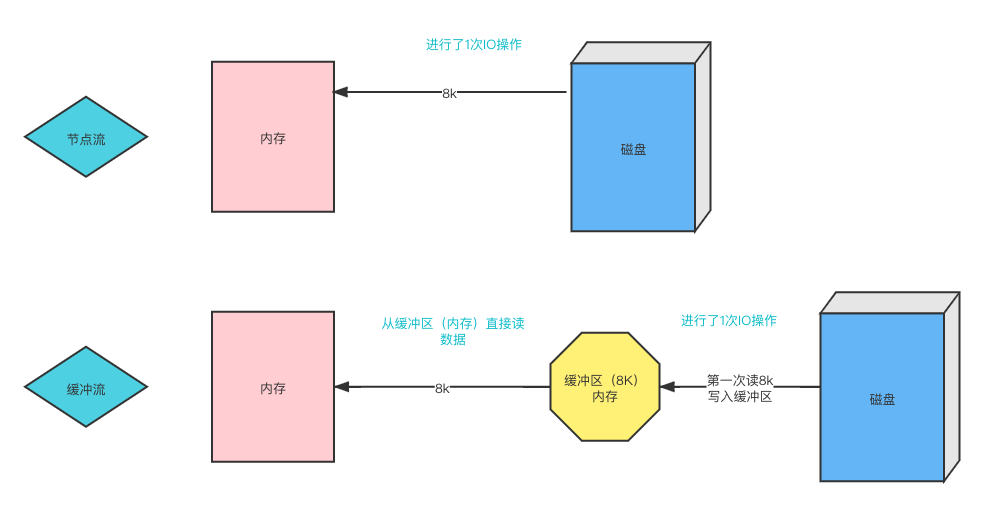 进行了1次IO操作
8k
节点流
内存
磁盘
从缓冲区（内存）直接读
数据
进行了1次IO操作
缓冲流
内存
8k
缓冲区（8K）
内存
第一次读8k
写入缓冲区
磁盘